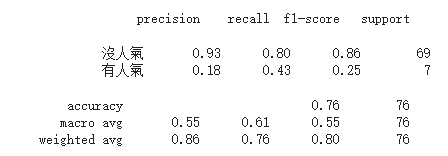 precision recall f1-score support
沒人氣 0.93 0.80 0.86 69
有人氣 0.18 0.43 0.25 7
accuracy 0.76 76
macro avg 0.55 0.61 0.55 76
weighted avg 0.86 0.76 0.80 76